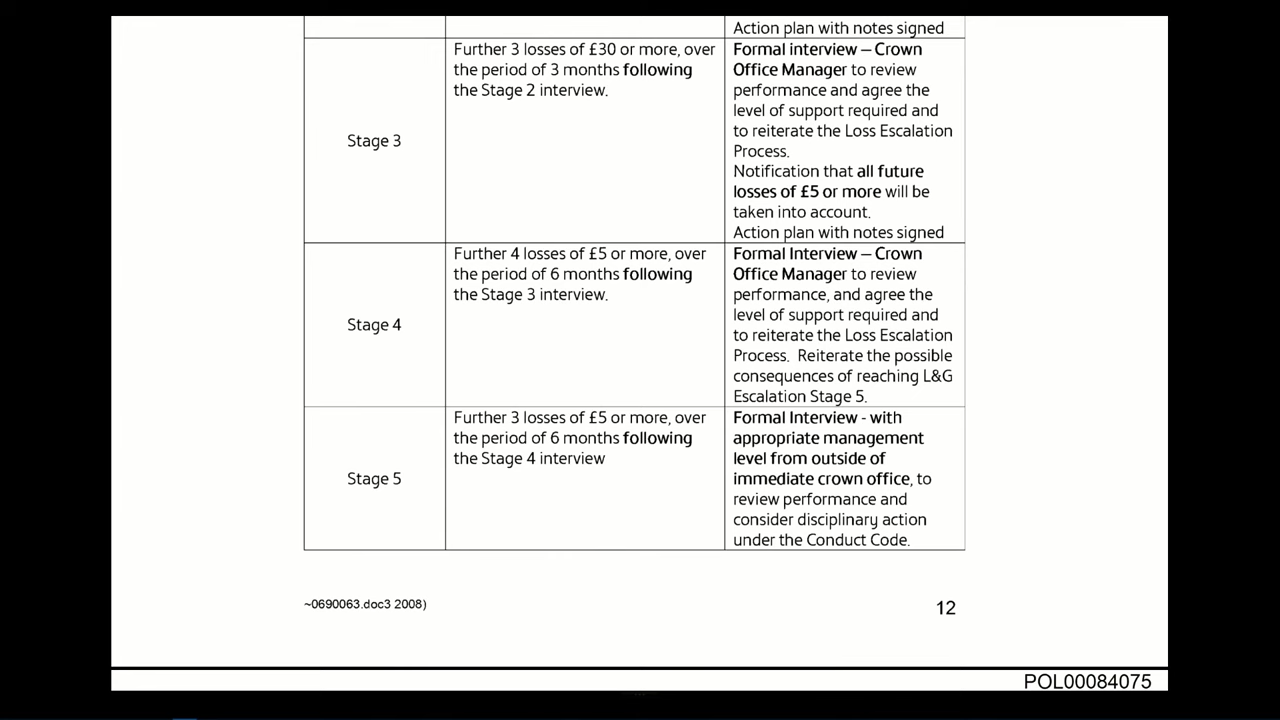 Action plan with notes signed
Stage 3
Further 3 losses of £30 or more, over
the period of 3 months following
the Stage 2 interview.
Formal interview – Crown
Office Manager to review
performance and agree the
level of support required and
to reiterate the Loss Escalation
Process.
Notification that all future
losses of £5 or more will be
taken into account.
Action plan with notes signed
Stage 4
Further 4 losses of £5 or more, over
the period of 6 months following
the Stage 3 interview.
Formal Interview – Crown
Office Manager to review
performance, and agree the
level of support required and
to reiterate the Loss Escalation
Process.  Reiterate the possible
consequences of reaching L&G
Escalation Stage 5.
Stage 5
Further 3 losses of £5 or more, over
the period of 6 months following
the Stage 4 interview
Formal Interview - with
appropriate management
level from outside of
immediate crown office, to
review performance and
consider disciplinary action
under the Conduct Code.
~0690063.doc3 2008)
12
POL00084075